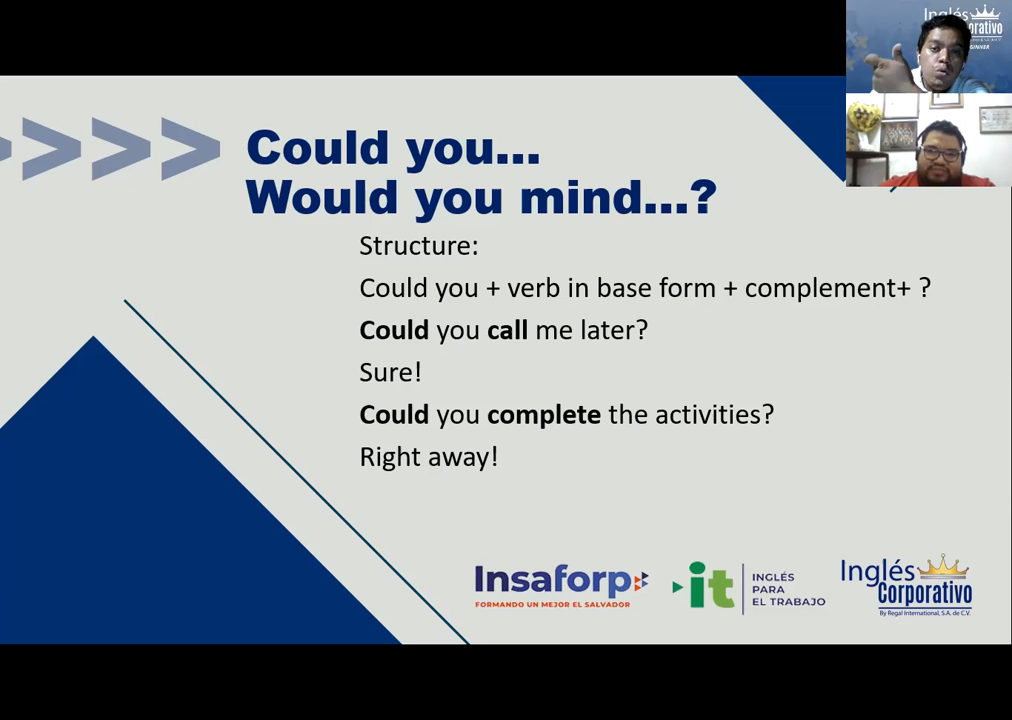 Could you...
Would you mind...?
Structure:
Could you + verb in base form + complement+ ?
Could you call me later?
Sure!
Could you complete the activities?
Right away!
Insaforp
FORMANDO UN MEJOR EL SALVADOR
it
INGLÉS
PARA
EL TRABAJO
Inglés
Corporativo
By Regal International, S.A. de C.V.